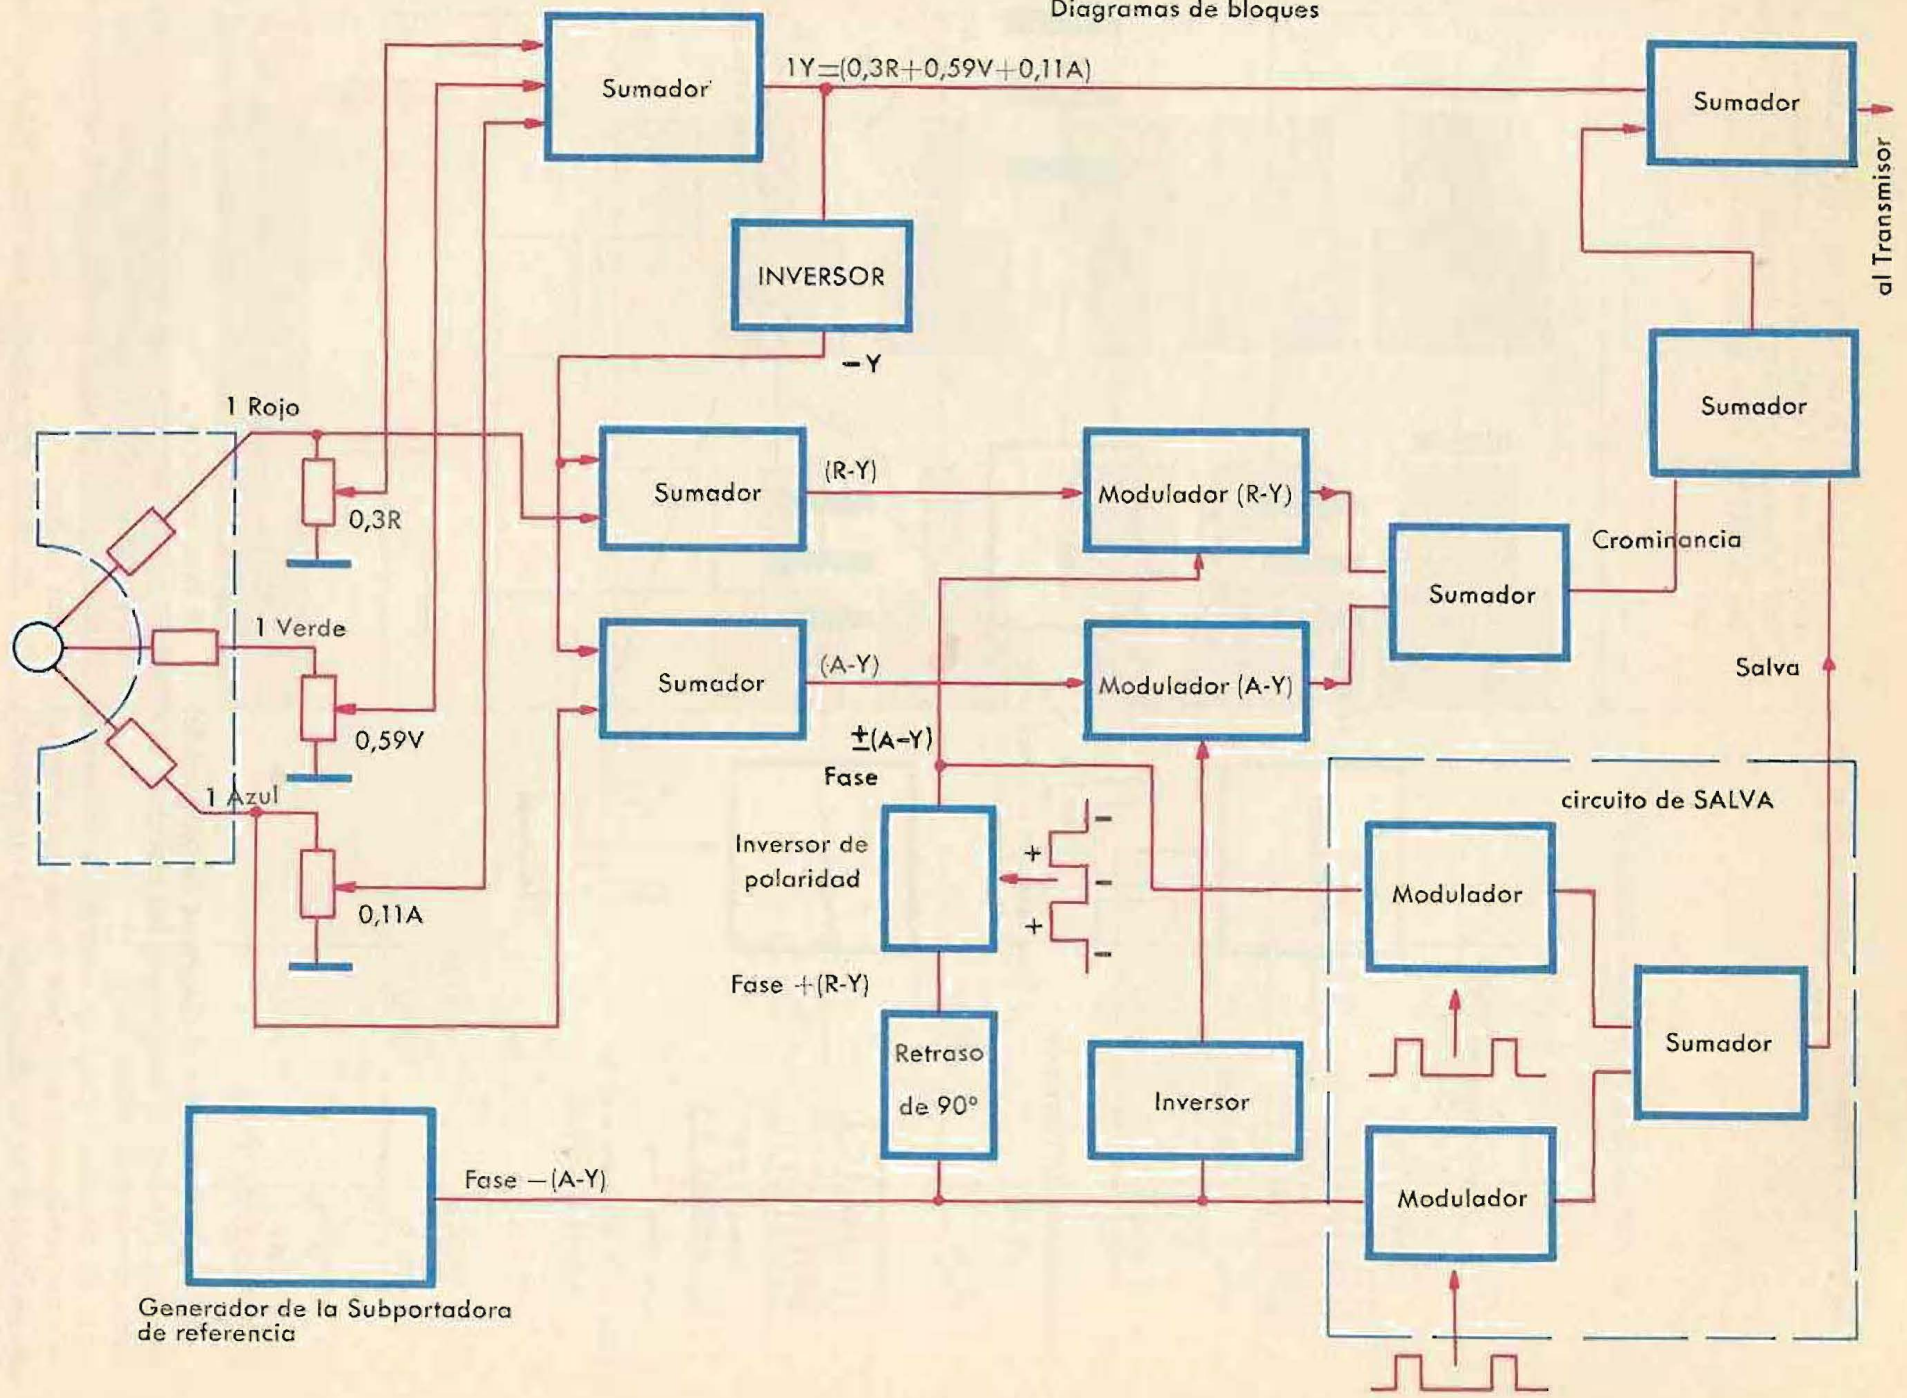 Diagramas de bloques
Sumador
1Y=(0,3R+0,59V+0,11A)
Sumador
al Transmisor
INVERSOR
-Y
Sumador
1 Rojo
0,3R
Sumador
(R-Y)
Modulador (R-Y)
Sumador
Crominancia
1 Verde
0,59V
Sumador
(A-Y)
Modulador (A-Y)
Salva
±(A-Y)
Fase
1 Azul
0,11A
Inversor de
polaridad
+
-
-
+
-
circuito de SALVA
Modulador
Fase +(R-Y)
Retraso
de 90º
Inversor
Sumador
Fase -(A-Y)
Modulador
Generador de la Subportadora
de referencia